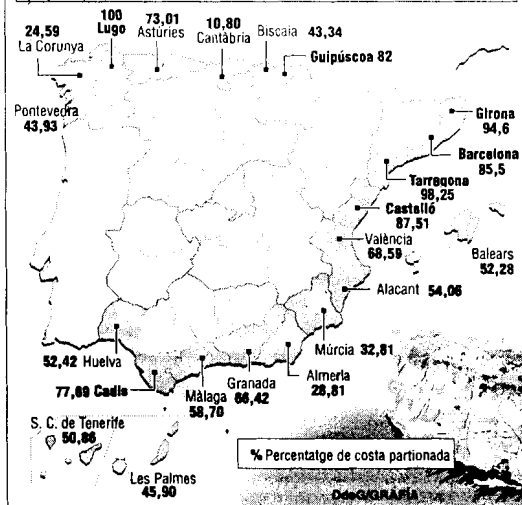 100
Lugo
73,01
Astúries
10,80
Cantàbria
Biscaia 43,34
24,59
La Corunya
Guipúscoa 82
Pontevedra
43,93
Girona
94,6
Barcelona
85,5
Tarragona
98,25
Castelló
87,51
València
68,59
Balears
52,28
Alacant 54,06
Múrcia 32,81
52,42 Huelva
77,69 Cadis
Màlaga
58,70
Granada
66,42
Almeria
28,81
S. C. de Tenerife
50,86
Les Palmes
45,90
% Percentatge de costa partionada
DdeG/GRAFIA